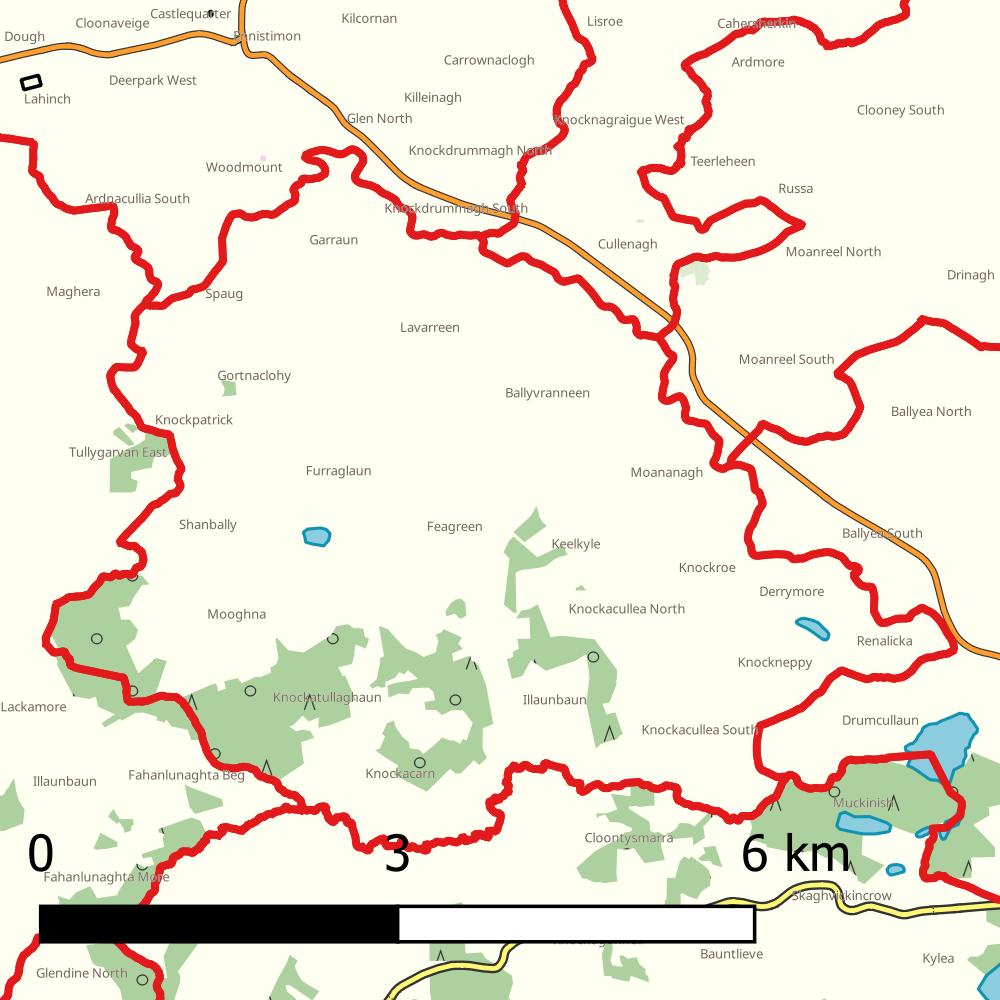 Castlequarter
Cloonaveige
Kilcornan
Lisroe
Cahersherkin
Dough
Ennistimon
Carrownaclogh
Ardmore
Deerpark West
Lahinch
Killeinagh
Clooney South
Glen North
Knocknagraigue West
Knockdrummagh North
Teerleheen
Woodmount
Russa
Ardnacullia South
Knockdrummagh South
Garraun
Cullenagh
Moanreel North
Drinagh
Maghera
Spaug
Lavarreen
Moanreel South
Gortnaclohy
Ballyvranneen
Ballyea North
Knockpatrick
Tullygarvan East
Furraglaun
Moananagh
Shanbally
Feagreen
Ballyea South
Keelkyle
Knockroe
Derrymore
Mooghna
Knockacullea North
Renalicka
Knockneppy
Lackamore
Knockatullaghaun
Illaunbaun
Drumcullaun
Knockacullea South
Illaunbaun
Fahanlunaghta Beg
Knockacarn
Muckinish
Cloontysmarra
0 3 6 km
Fahanlunaghta More
Skaghvickincrow
Bauntlieve
Kylea
Glendine North